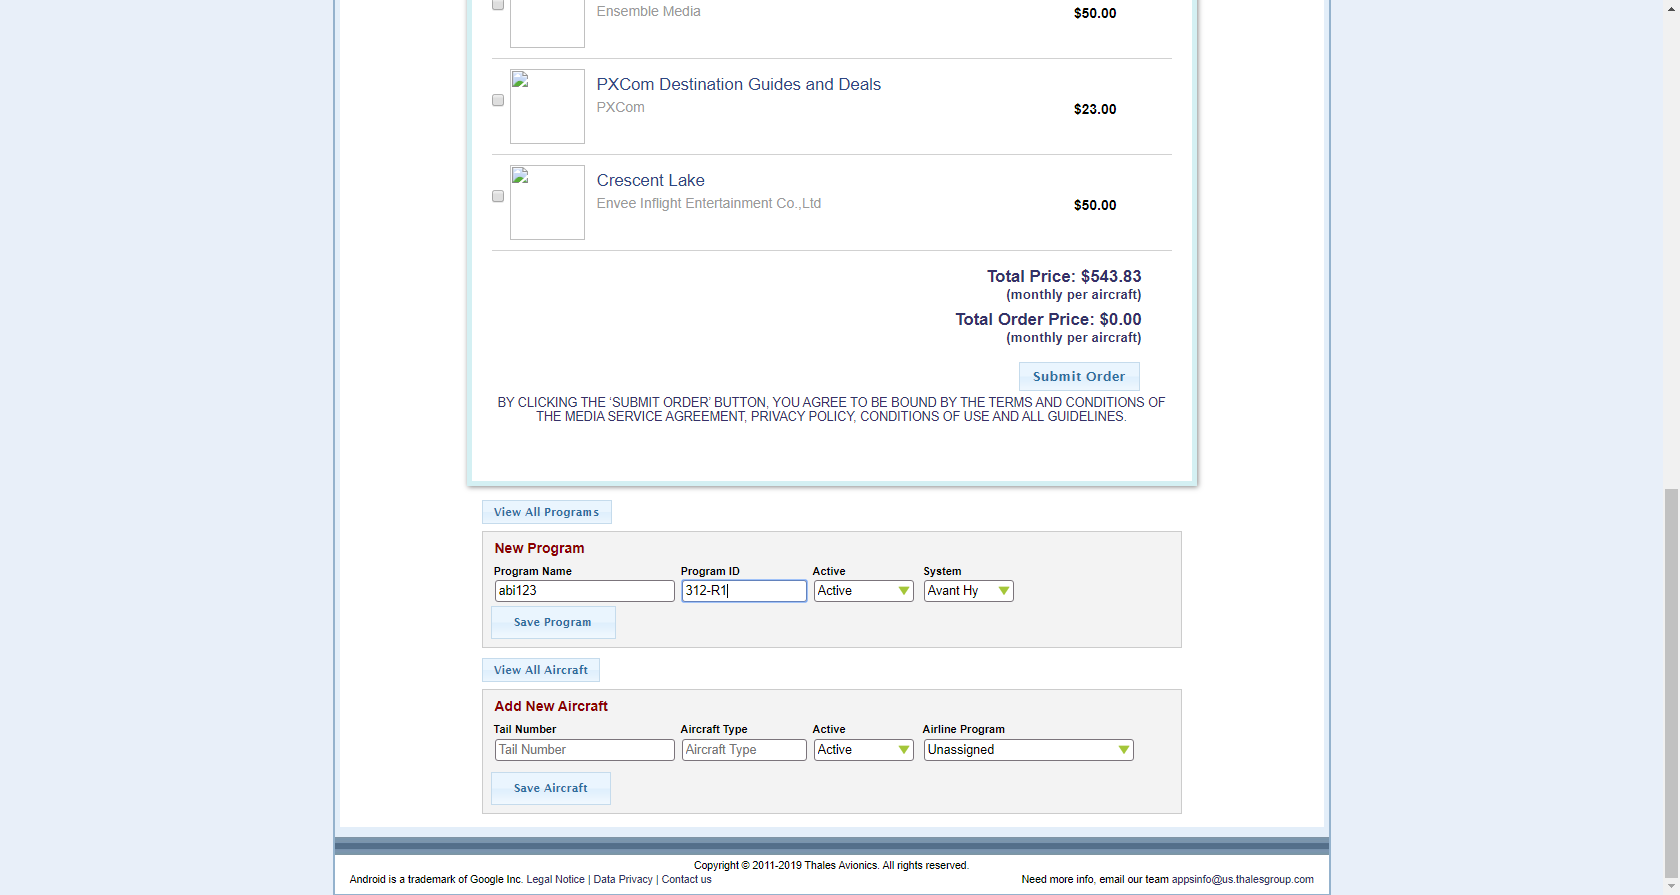 Ensemble Media
$50.00
PXCom Destination Guides and Deals
PXCom
$23.00
Crescent Lake
Envee Inflight Entertainment Co.,Ltd
$50.00
Total Price: $543.83
(monthly per aircraft)
Total Order Price: $0.00
(monthly per aircraft)
Submit Order
BY CLICKING THE ‘SUBMIT ORDER’ BUTTON, YOU AGREE TO BE BOUND BY THE TERMS AND CONDITIONS OF
THE MEDIA SERVICE AGREEMENT, PRIVACY POLICY, CONDITIONS OF USE AND ALL GUIDELINES.
View All Programs
New Program
Program Name Program ID Active System
abi123 312-R1 Active Avant Hy
Save Program
View All Aircraft
Add New Aircraft
Tail Number Aircraft Type Active Airline Program
Tail Number Aircraft Type Active Unassigned
Save Aircraft
Copyright © 2011-2019 Thales Avionics. All rights reserved.
Android is a trademark of Google Inc. Legal Notice | Data Privacy | Contact us
Need more info, email our team appsinfo@us.thalesgroup.com